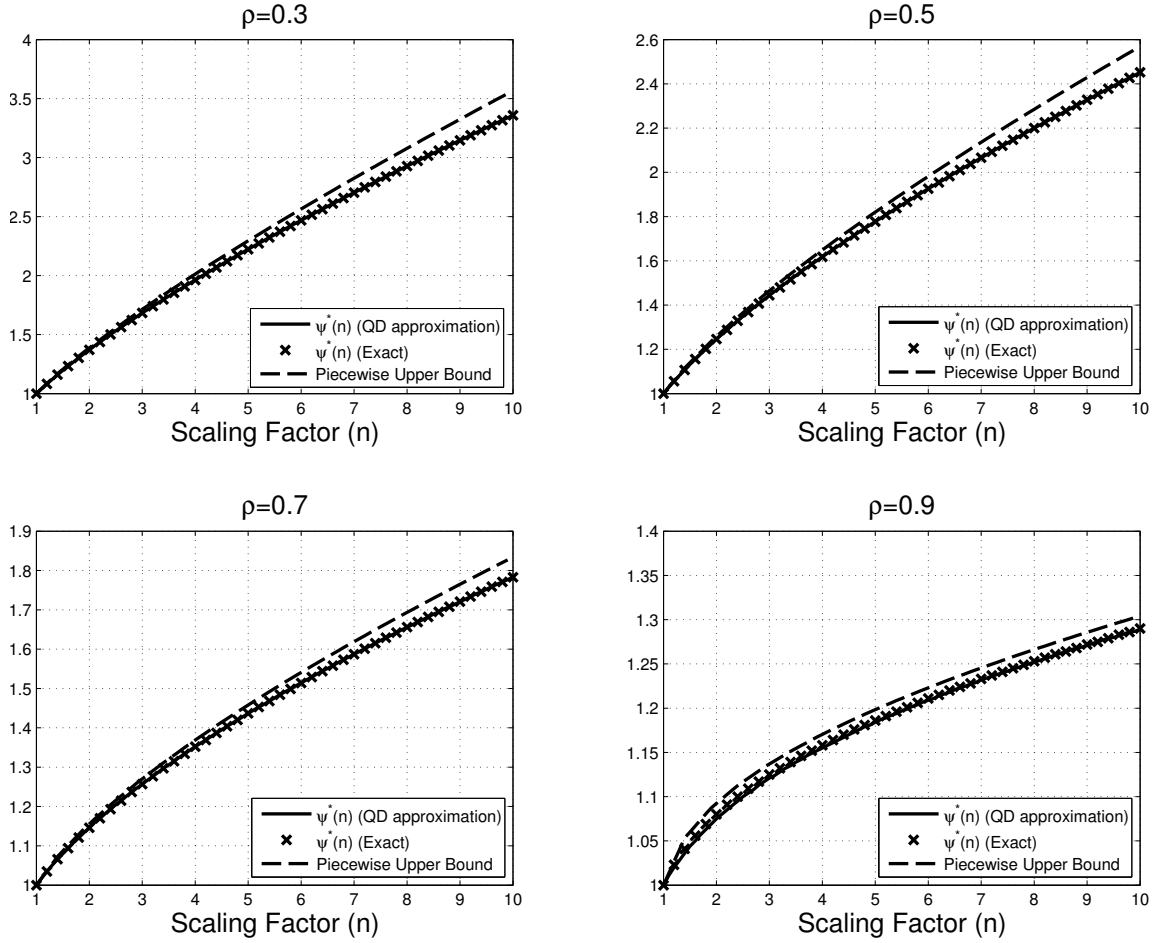 ρ=0.3
4
3.5
3
2.5
2
1.5
1
1 2 3 4 5 6 7 8 9 10
Scaling Factor (n)
ψ*(n) (QD approximation)
ψ*(n) (Exact)
Piecewise Upper Bound
ρ=0.5
2.6
2.4
2.2
2
1.8
1.6
1.4
1.2
1
1 2 3 4 5 6 7 8 9 10
Scaling Factor (n)
ψ*(n) (QD approximation)
ψ*(n) (Exact)
Piecewise Upper Bound
ρ=0.7
1.9
1.8
1.7
1.6
1.5
1.4
1.3
1.2
1.1
1
1 2 3 4 5 6 7 8 9 10
Scaling Factor (n)
ψ*(n) (QD approximation)
ψ*(n) (Exact)
Piecewise Upper Bound
ρ=0.9
1.4
1.35
1.3
1.25
1.2
1.15
1.1
1.05
1
1 2 3 4 5 6 7 8 9 10
Scaling Factor (n)
ψ*(n) (QD approximation)
ψ*(n) (Exact)
Piecewise Upper Bound